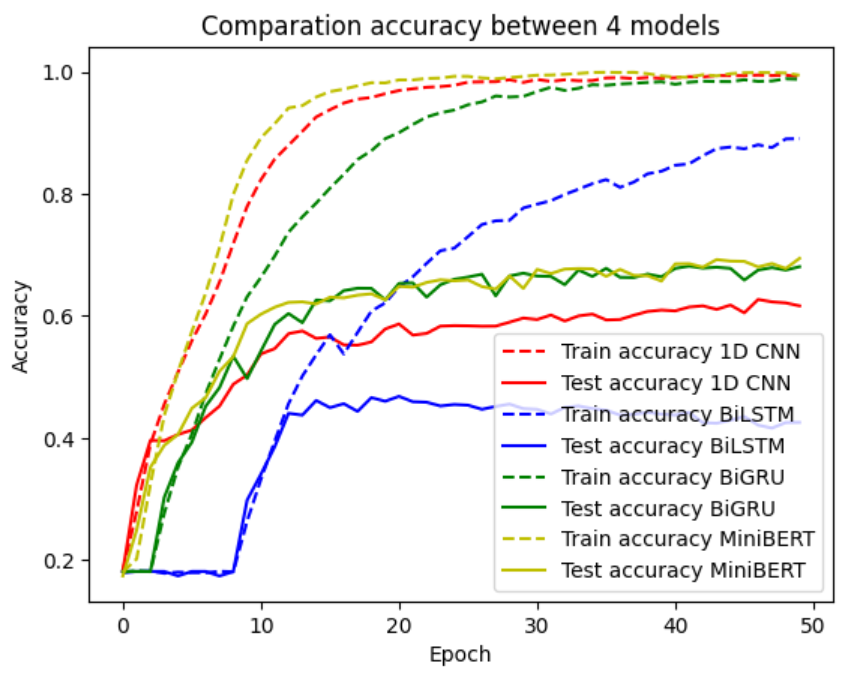 Comparation accuracy between 4 models
1.0
0.8
0.6
0.4
0.2
Accuracy
Train accuracy 1D CNN
Test accuracy 1D CNN
Train accuracy BiLSTM
Test accuracy BiLSTM
Train accuracy BiGRU
Test accuracy BiGRU
Train accuracy MiniBERT
Test accuracy MiniBERT
0 10 20 30 40 50
Epoch